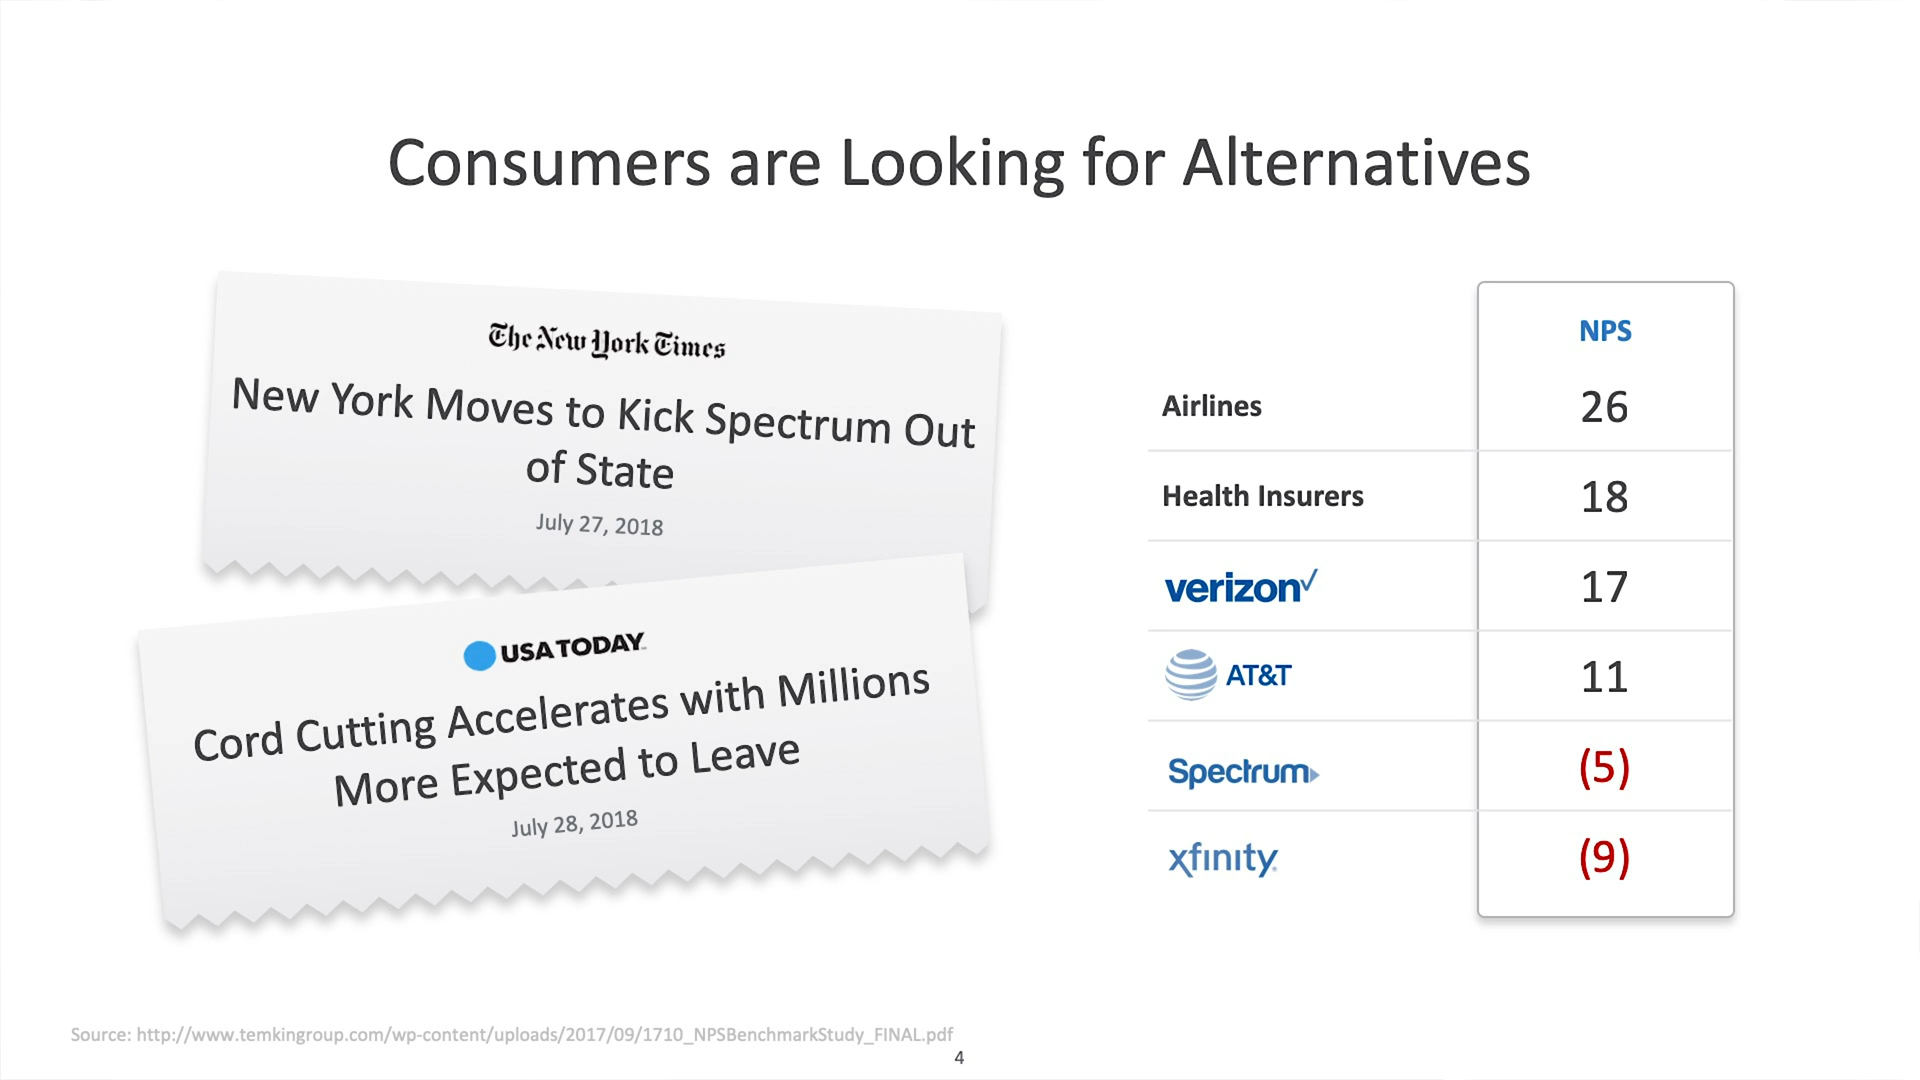 Consumers are Looking for Alternatives
The New York Times
New York Moves to Kick Spectrum Out
of State
July 27, 2018
USA TODAY
Cord Cutting Accelerates with Millions
More Expected to Leave
July 28, 2018
NPS
Airlines 26
Health Insurers 18
verizon✓ 17
AT&T 11
Spectrum (5)
xfinity (9)
Source: http://www.temkingroup.com/wp-content/uploads/2017/09/1710_NPSBenchmarkStudy_FINAL.pdf
4